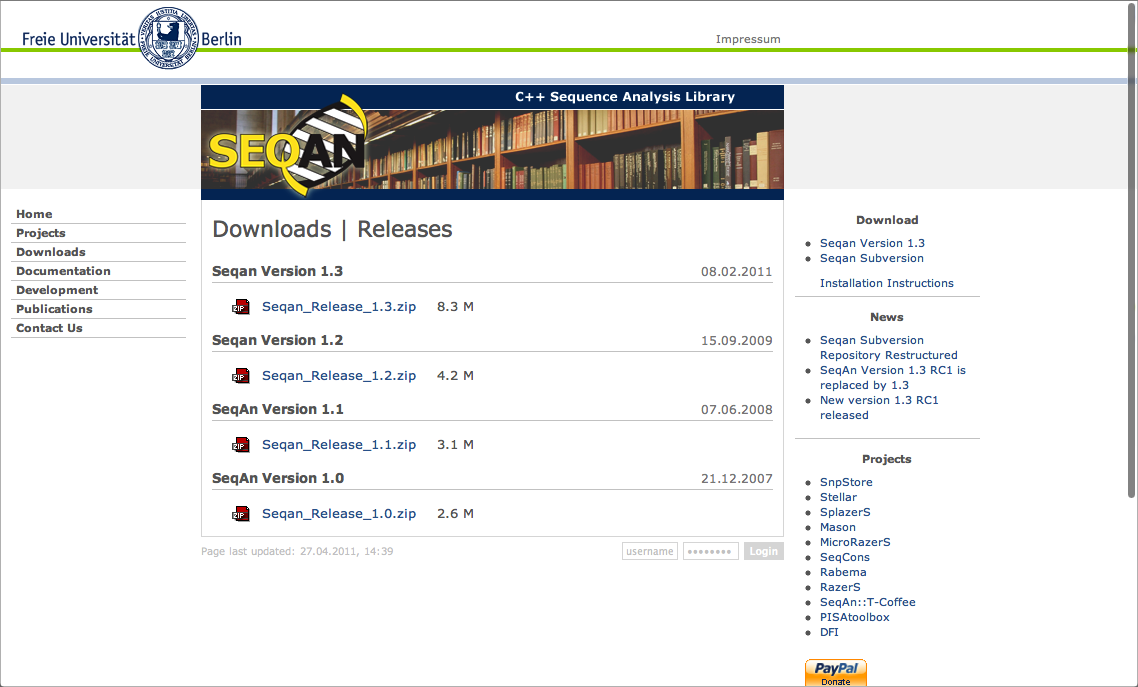 Freie Universität Berlin
Impressum
C++ Sequence Analysis Library
SEQAN
Home
Projects
Downloads
Documentation
Development
Publications
Contact Us
Downloads | Releases
Seqan Version 1.3 08.02.2011
ZIP Seqan_Release_1.3.zip 8.3 M
Seqan Version 1.2 15.09.2009
ZIP Seqan_Release_1.2.zip 4.2 M
SeqAn Version 1.1 07.06.2008
ZIP Seqan_Release_1.1.zip 3.1 M
SeqAn Version 1.0 21.12.2007
ZIP Seqan_Release_1.0.zip 2.6 M
Page last updated: 27.04.2011, 14:39
username •••••••• Login
Download
Seqan Version 1.3
Seqan Subversion
Installation Instructions
News
Seqan Subversion
Repository Restructured
SeqAn Version 1.3 RC1 is
replaced by 1.3
New version 1.3 RC1
released
Projects
SnpStore
Stellar
SplazerS
Mason
MicroRazerS
SeqCons
Rabema
RazerS
SeqAn::T-Coffee
PISAtoolbox
DFI
PayPal
Donate